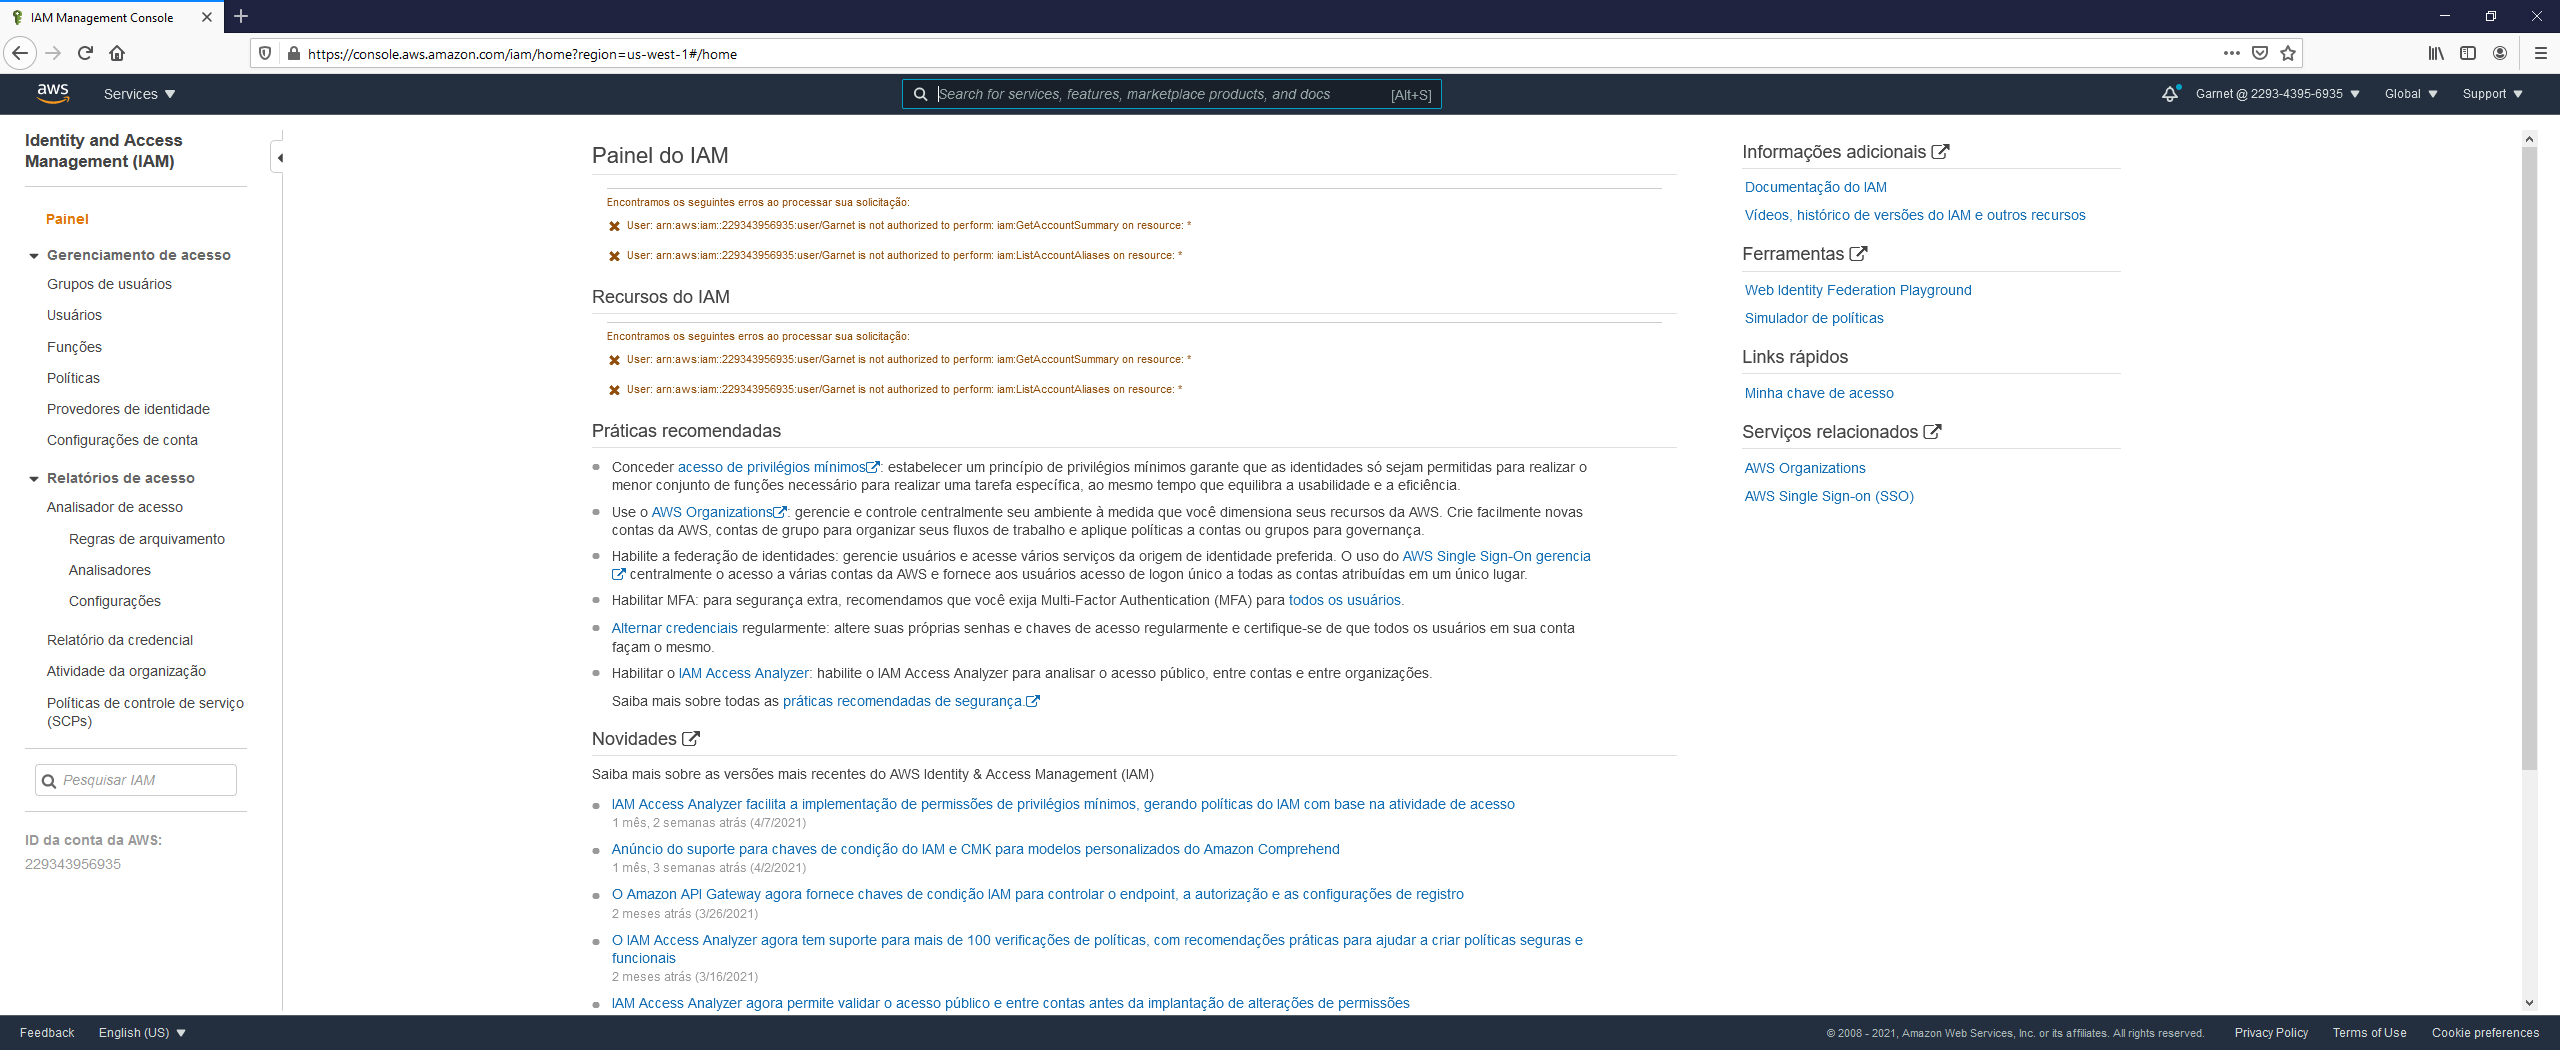 IAM Management Console
https://console.aws.amazon.com/iam/home?region=us-west-1#/home
aws
Services
Search for services, features, marketplace products, and docs
[Alt+S]
Garnet @ 2293-4395-6935
Global
Support
Identity and Access
Management (IAM)
Painel
Gerenciamento de acesso
Grupos de usuários
Usuários
Funções
Políticas
Provedores de identidade
Configurações de conta
Relatórios de acesso
Analisador de acesso
Regras de arquivamento
Analisadores
Configurações
Relatório da credencial
Atividade da organização
Políticas de controle de serviço
(SCPs)
Pesquisar IAM
ID da conta da AWS:
229343956935
Painel do IAM
Encontramos os seguintes erros ao processar sua solicitação:
User: arn:aws:iam::229343956935:user/Garnet is not authorized to perform: iam:GetAccountSummary on resource: *
User: arn:aws:iam::229343956935:user/Garnet is not authorized to perform: iam:ListAccountAliases on resource: *
Recursos do IAM
Encontramos os seguintes erros ao processar sua solicitação:
User: arn:aws:iam::229343956935:user/Garnet is not authorized to perform: iam:GetAccountSummary on resource: *
User: arn:aws:iam::229343956935:user/Garnet is not authorized to perform: iam:ListAccountAliases on resource: *
Práticas recomendadas
Conceder acesso de privilégios mínimos: estabelecer um princípio de privilégios mínimos garante que as identidades só sejam permitidas para realizar o
menor conjunto de funções necessário para realizar uma tarefa específica, ao mesmo tempo que equilibra a usabilidade e a eficiência.
Use o AWS Organizations: gerencie e controle centralmente seu ambiente à medida que você dimensiona seus recursos da AWS. Crie facilmente novas
contas da AWS, contas de grupo para organizar seus fluxos de trabalho e aplique políticas a contas ou grupos para governança.
Habilite a federação de identidades: gerencie usuários e acesse vários serviços da origem de identidade preferida. O uso do AWS Single Sign-On gerencia
centralmente o acesso a várias contas da AWS e fornece aos usuários acesso de logon único a todas as contas atribuídas em um único lugar.
Habilitar MFA: para segurança extra, recomendamos que você exija Multi-Factor Authentication (MFA) para todos os usuários.
Alternar credenciais regularmente: altere suas próprias senhas e chaves de acesso regularmente e certifique-se de que todos os usuários em sua conta
façam o mesmo.
Habilitar o IAM Access Analyzer: habilite o IAM Access Analyzer para analisar o acesso público, entre contas e entre organizações.
Saiba mais sobre todas as práticas recomendadas de segurança.
Novidades
Saiba mais sobre as versões mais recentes do AWS Identity & Access Management (IAM)
IAM Access Analyzer facilita a implementação de permissões de privilégios mínimos, gerando políticas do IAM com base na atividade de acesso
1 mês, 2 semanas atrás (4/7/2021)
Anúncio do suporte para chaves de condição do IAM e CMK para modelos personalizados do Amazon Comprehend
1 mês, 3 semanas atrás (4/2/2021)
O Amazon API Gateway agora fornece chaves de condição IAM para controlar o endpoint, a autorização e as configurações de registro
2 meses atrás (3/26/2021)
O IAM Access Analyzer agora tem suporte para mais de 100 verificações de políticas, com recomendações práticas para ajudar a criar políticas seguras e
funcionais
2 meses atrás (3/16/2021)
IAM Access Analyzer agora permite validar o acesso público e entre contas antes da implantação de alterações de permissões
Informações adicionais
Documentação do IAM
Vídeos, histórico de versões do IAM e outros recursos
Ferramentas
Web Identity Federation Playground
Simulador de políticas
Links rápidos
Minha chave de acesso
Serviços relacionados
AWS Organizations
AWS Single Sign-on (SSO)
Feedback
English (US)
© 2008 - 2021, Amazon Web Services, Inc. or its affiliates. All rights reserved.
Privacy Policy
Terms of Use
Cookie preferences